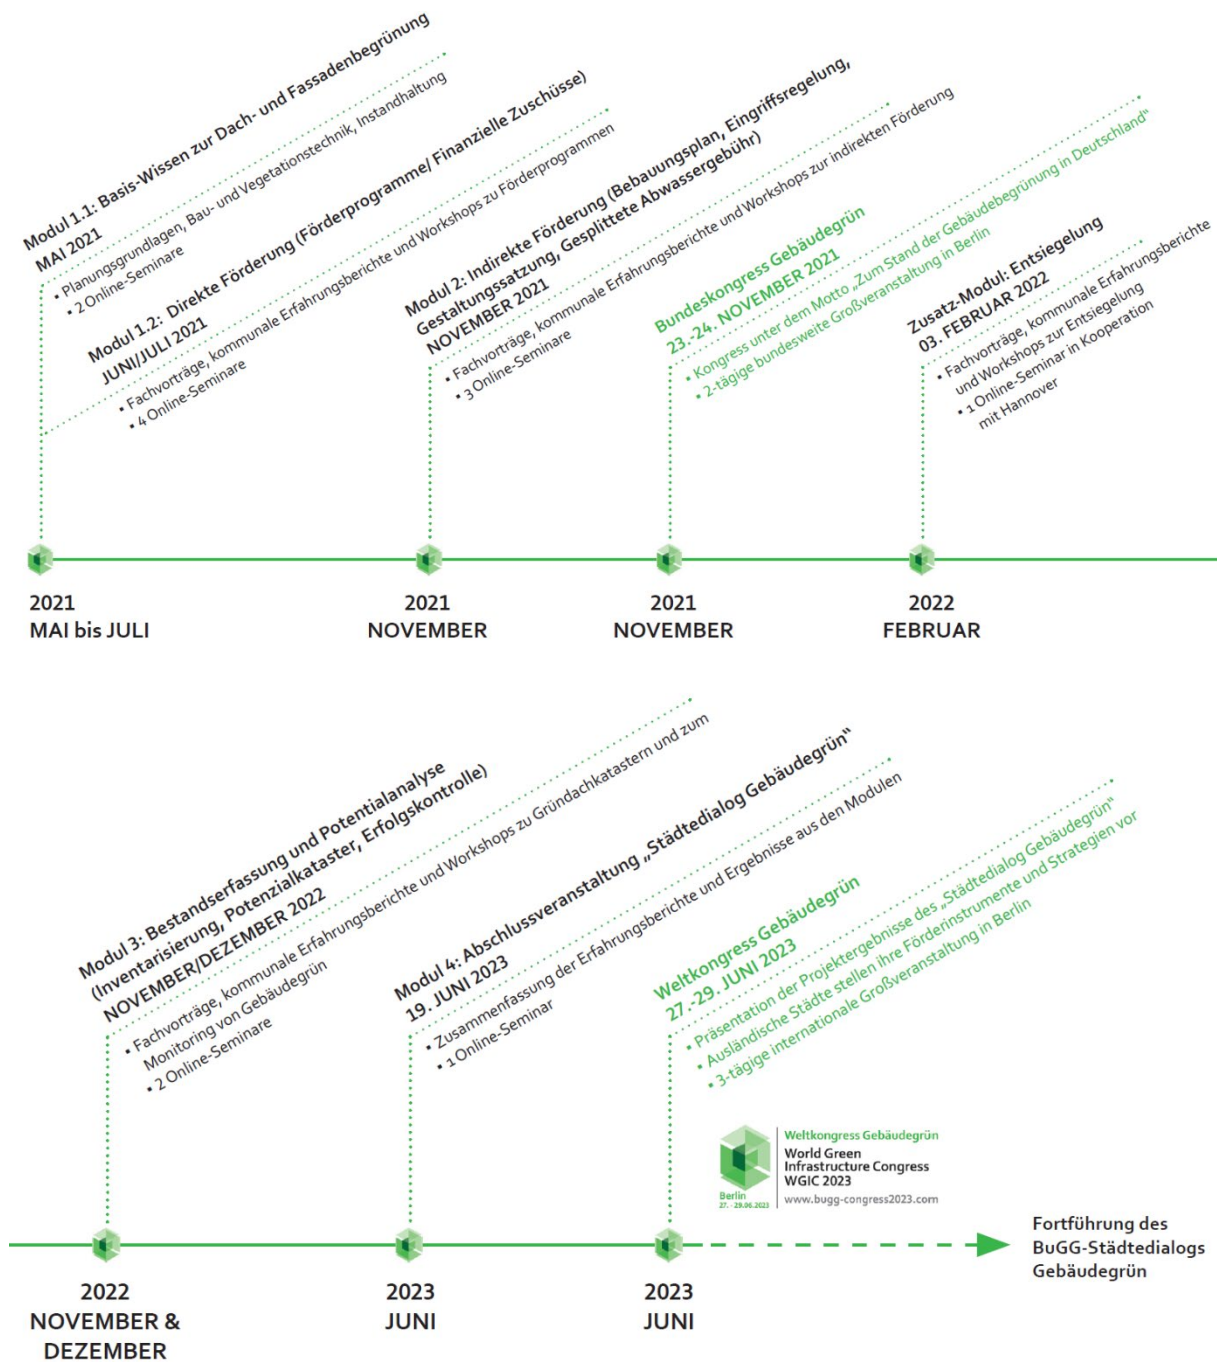 Modul 1.1: Basis-Wissen zur Dach- und Fassadenbegrünung
MAI 2021
▪ Planungsgrundlagen, Bau- und Vegetationstechnik, Instandhaltung
▪ 2 Online-Seminare
Modul 1.2: Direkte Förderung (Förderprogramme/ Finanzielle Zuschüsse)
JUNI/JULI 2021
▪ Fachvorträge, kommunale Erfahrungsberichte und Workshops zu Förderprogrammen
▪ 4 Online-Seminare
Modul 2: Indirekte Förderung (Bebauungsplan, Eingriffsregelung,
Gestaltungssatzung, Gesplittete Abwassergebühr)
NOVEMBER 2021
▪ Fachvorträge, kommunale Erfahrungsberichte und Workshops zur indirekten Förderung
▪ 3 Online-Seminare
Bundeskongress Gebäudegrün
23.-24. NOVEMBER 2021
▪ Kongress unter dem Motto „Zum Stand der Gebäudebegrünung in Deutschland“
▪ 2-tägige bundesweite Großveranstaltung in Berlin
Zusatz-Modul: Entsiegelung
03. FEBRUAR 2022
▪ Fachvorträge, kommunale Erfahrungsberichte
und Workshops zur Entsiegelung
▪ 1 Online-Seminar in Kooperation
mit Hannover
2021
MAI bis JULI
2021
NOVEMBER
2021
NOVEMBER
2022
FEBRUAR
Modul 3: Bestandserfassung und Potentialanalyse
(Inventarisierung, Potenzialkataster, Erfolgskontrolle)
NOVEMBER/DEZEMBER 2022
▪ Fachvorträge, kommunale Erfahrungsberichte und Workshops zu Gründachkatastern und zum
Monitoring von Gebäudegrün
▪ 2 Online-Seminare
Modul 4: Abschlussveranstaltung „Städtedialog Gebäudegrün“
19. JUNI 2023
▪ Zusammenfassung der Erfahrungsberichte und Ergebnisse aus den Modulen
▪ 1 Online-Seminar
Weltkongress Gebäudegrün
27.-29. JUNI 2023
▪ Präsentation der Projektergebnisse des „Städtedialog Gebäudegrün“
▪ Ausländische Städte stellen ihre Förderinstrumente und Strategien vor
▪ 3-tägige internationale Großveranstaltung in Berlin
Weltkongress Gebäudegrün
World Green
Infrastructure Congress
WGIC 2023
www.bugg-congress2023.com
Berlin
27. - 29.06.2023
Fortführung des
BuGG-Städtedialogs
Gebäudegrün
2022
NOVEMBER &
DEZEMBER
2023
JUNI
2023
JUNI